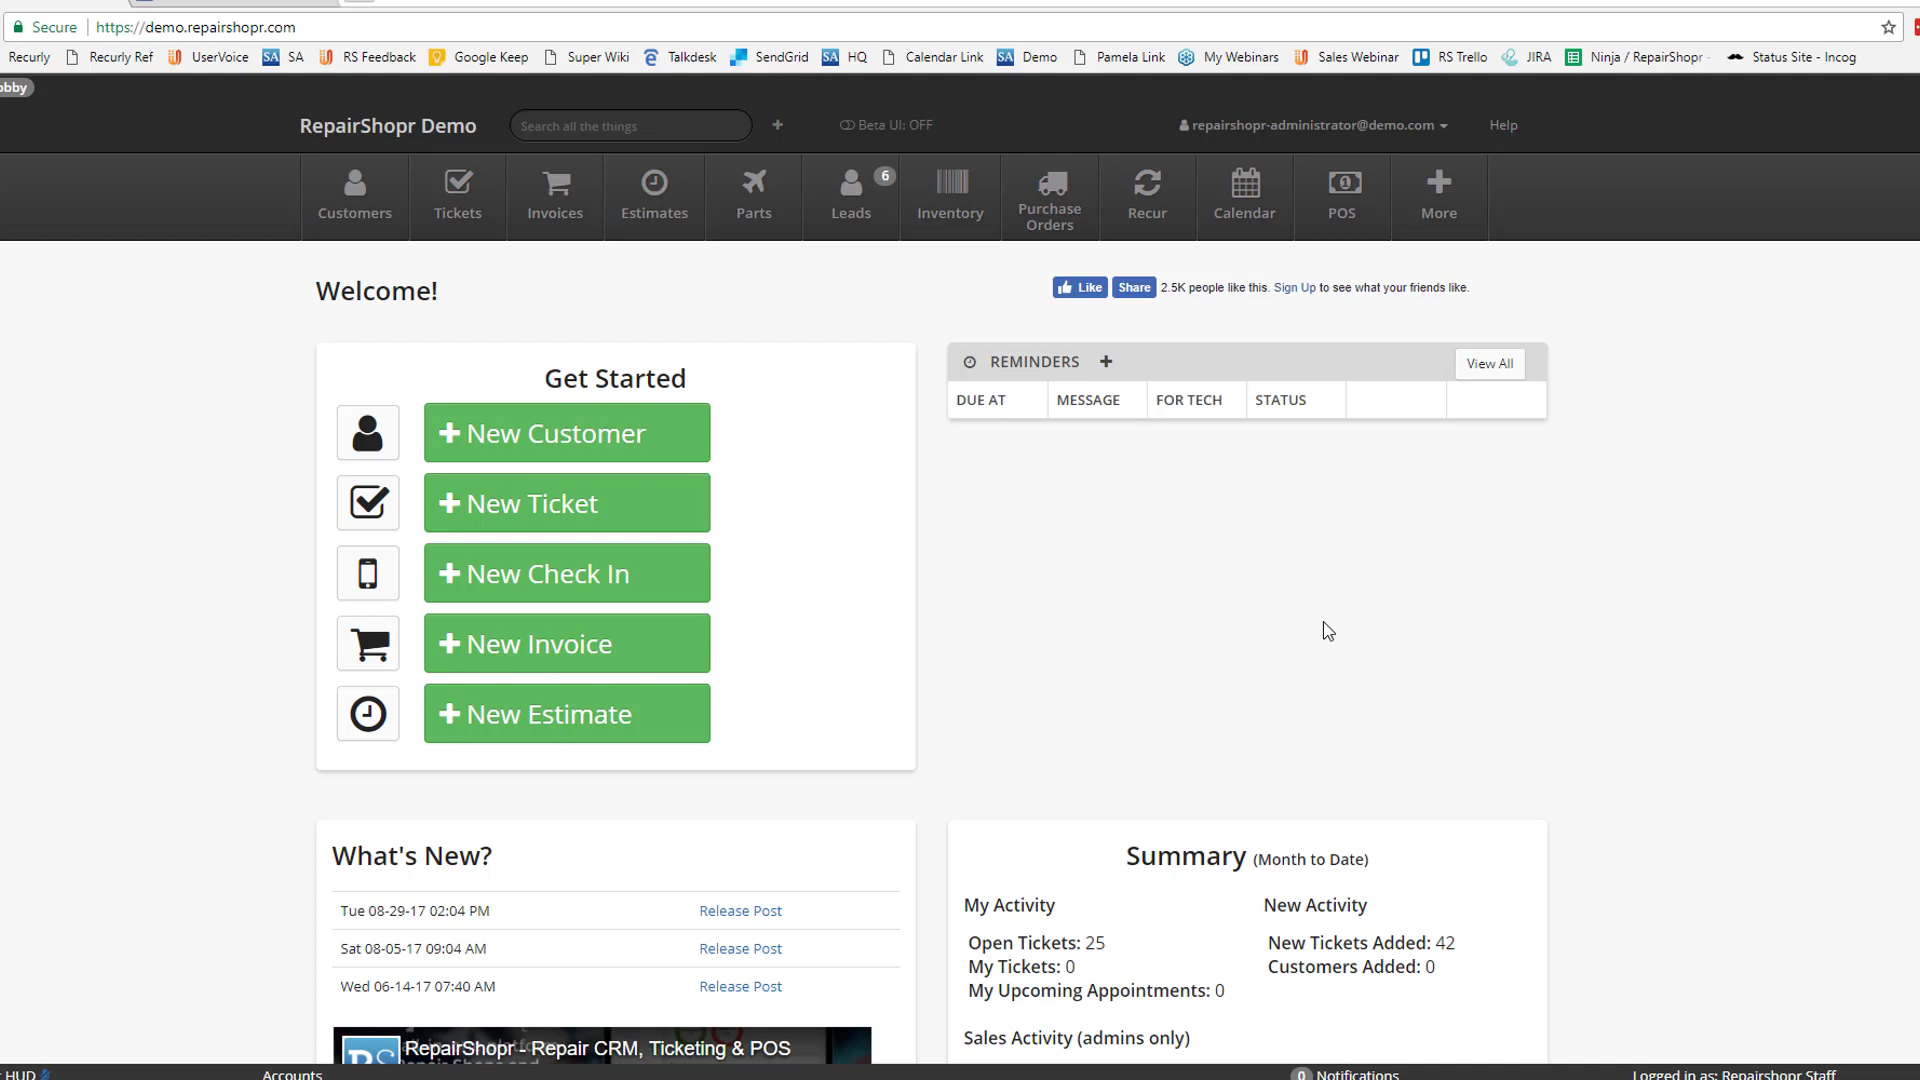 Secure https://demo.repairshopr.com
Recurly Recurly Ref UserVoice SA SA RS Feedback Google Keep Super Wiki Talkdesk SendGrid SA HQ Calendar Link SA Demo Pamela Link My Webinars Sales Webinar RS Trello JIRA Ninja / RepairShopr Status Site - Incog
obby
RepairShopr Demo Search all the things Beta UI: OFF repairshopr-administrator@demo.com Help
Customers Tickets Invoices Estimates Parts Leads 6 Inventory Purchase Orders Recur Calendar POS More
Welcome!
Like Share 2.5K people like this. Sign Up to see what your friends like.
Get Started
+ New Customer
+ New Ticket
+ New Check In
+ New Invoice
+ New Estimate
REMINDERS + View All
DUE AT MESSAGE FOR TECH STATUS
What's New?
Tue 08-29-17 02:04 PM Release Post
Sat 08-05-17 09:04 AM Release Post
Wed 06-14-17 07:40 AM Release Post
RepairShopr - Repair CRM, Ticketing & POS
Summary (Month to Date)
My Activity New Activity
Open Tickets: 25 New Tickets Added: 42
My Tickets: 0 Customers Added: 0
My Upcoming Appointments: 0
Sales Activity (admins only)
HUD Accounts 0 Notifications Logged in as: Repairshopr Staff